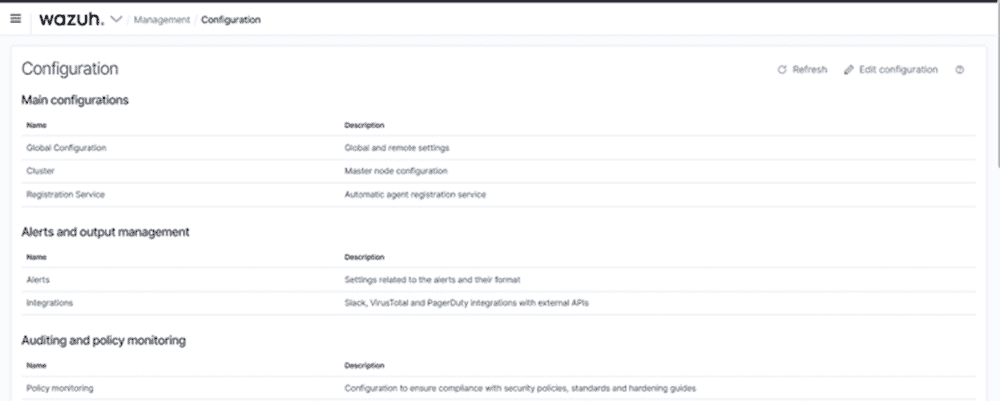 wazuh. / Management / Configuration
Configuration
Refresh Edit configuration
Main configurations
Name Description
Global Configuration Global and remote settings
Cluster Master node configuration
Registration Service Automatic agent registration service
Alerts and output management
Name Description
Alerts Settings related to the alerts and their format
Integrations Slack, VirusTotal and PagerDuty integrations with external APIs
Auditing and policy monitoring
Name Description
Policy monitoring Configuration to ensure compliance with security policies, standards and hardening guides